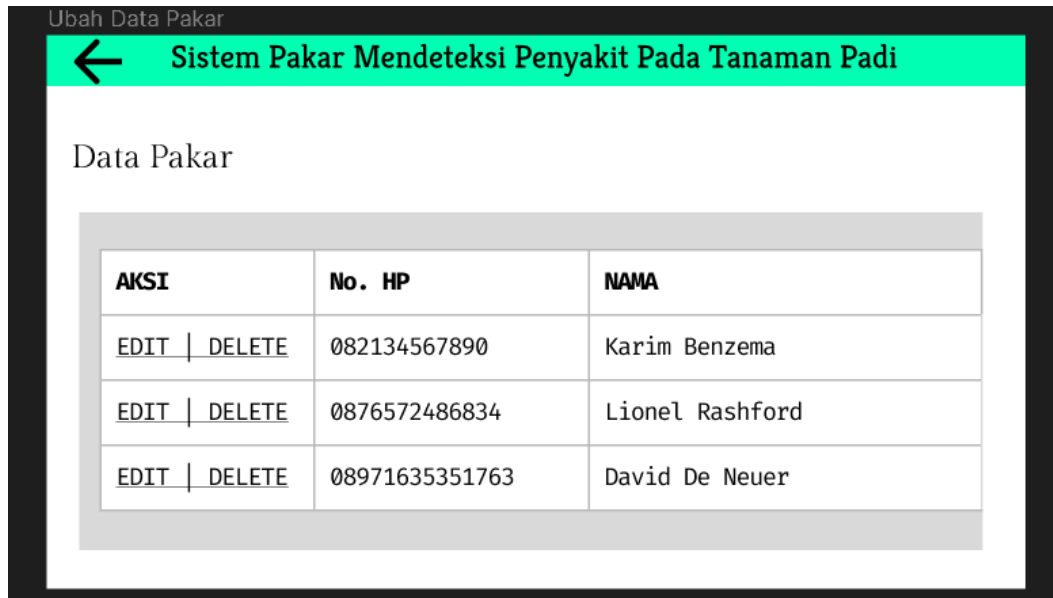 Ubah Data Pakar
Sistem Pakar Mendeteksi Penyakit Pada Tanaman Padi
Data Pakar
AKSI No. HP NAMA
EDIT | DELETE 082134567890 Karim Benzema
EDIT | DELETE 0876572486834 Lionel Rashford
EDIT | DELETE 08971635351763 David De Neuer